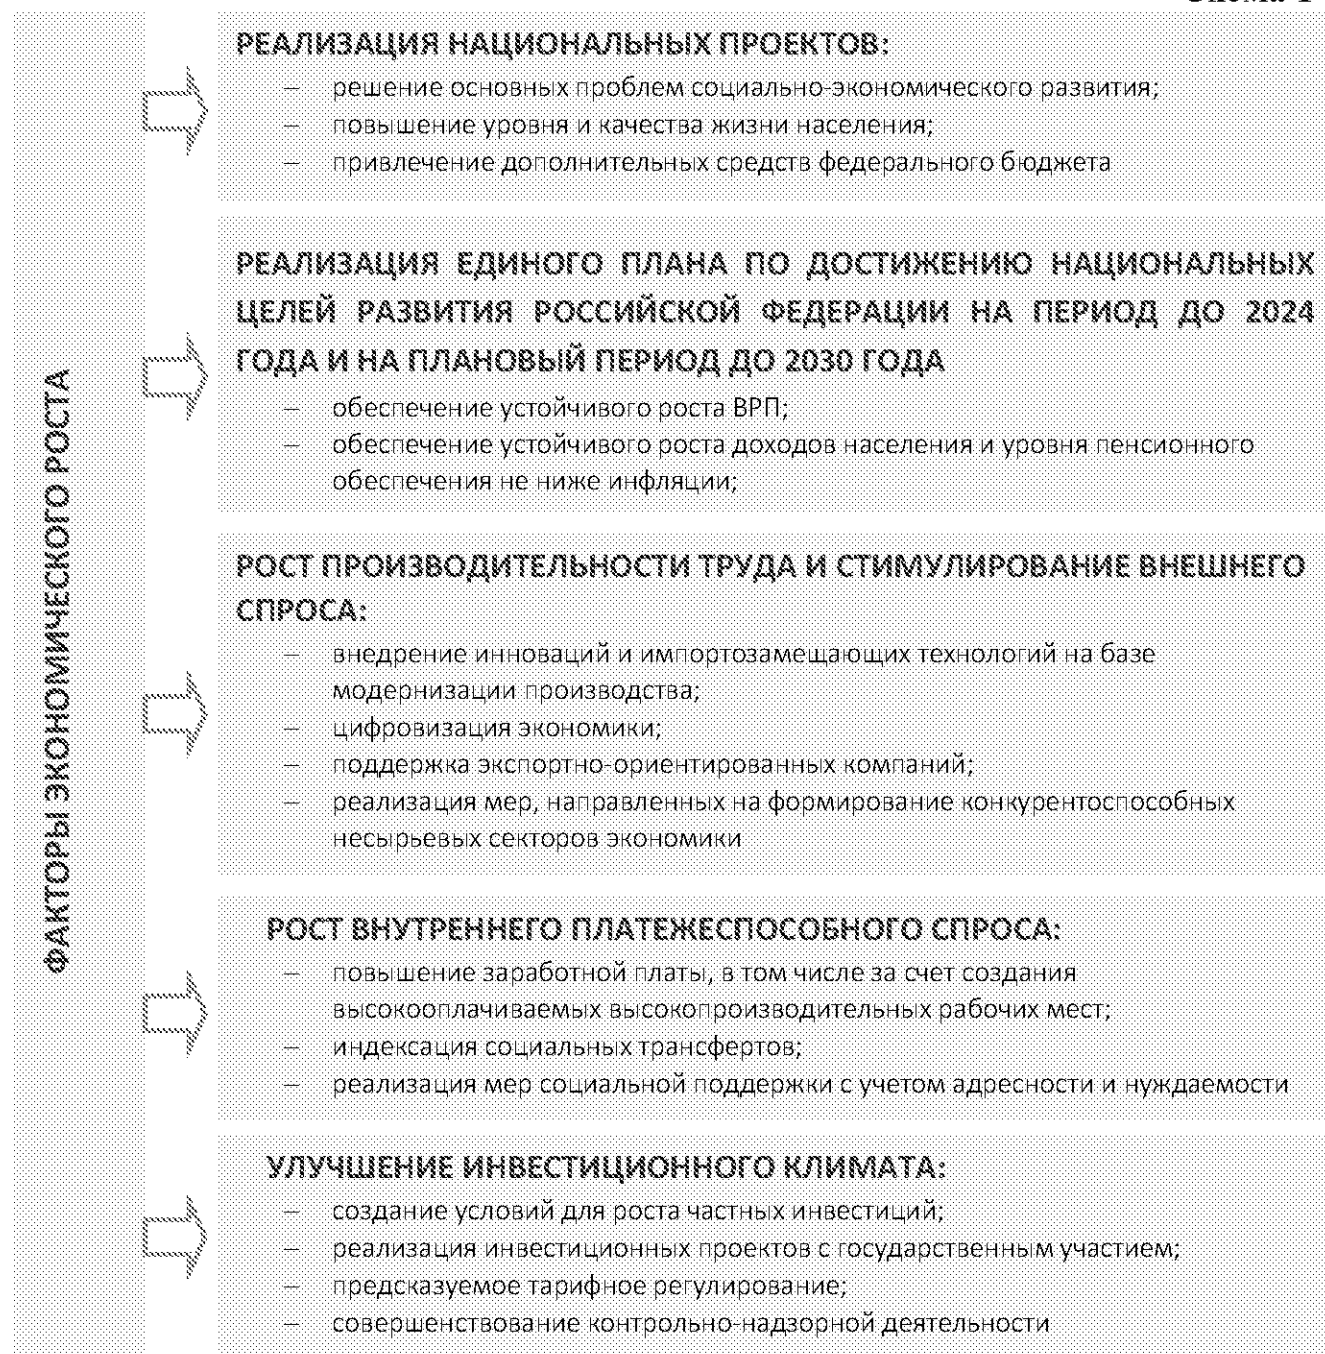 РЕАЛИЗАЦИЯ НАЦИОНАЛЬНЫХ ПРОЕКТОВ:
– решение основных проблем социально-экономического развития;
– повышение уровня и качества жизни населения;
– привлечение дополнительных средств федерального бюджета
РЕАЛИЗАЦИЯ ЕДИНОГО ПЛАНА ПО ДОСТИЖЕНИЮ НАЦИОНАЛЬНЫХ
ЦЕЛЕЙ РАЗВИТИЯ РОССИЙСКОЙ ФЕДЕРАЦИИ НА ПЕРИОД ДО 2024
ГОДА И НА ПЛАНОВЫЙ ПЕРИОД ДО 2030 ГОДА
– обеспечение устойчивого роста ВРП;
– обеспечение устойчивого роста доходов населения и уровня пенсионного
обеспечения не ниже инфляции;
ФАКТОРЫ ЭКОНОМИЧЕСКОГО РОСТА
РОСТ ПРОИЗВОДИТЕЛЬНОСТИ ТРУДА И СТИМУЛИРОВАНИЕ ВНЕШНЕГО
СПРОСА:
– внедрение инноваций и импортозамещающих технологий на базе
модернизации производства;
– цифровизация экономики;
– поддержка экспортно-ориентированных компаний;
– реализация мер, направленных на формирование конкурентоспособных
несырьевых секторов экономики
РОСТ ВНУТРЕННЕГО ПЛАТЕЖЕСПОСОБНОГО СПРОСА:
– повышение заработной платы, в том числе за счет создания
высокооплачиваемых высокопроизводительных рабочих мест;
– индексация социальных трансфертов;
– реализация мер социальной поддержки с учетом адресности и нуждаемости
УЛУЧШЕНИЕ ИНВЕСТИЦИОННОГО КЛИМАТА:
– создание условий для роста частных инвестиций;
– реализация инвестиционных проектов с государственным участием;
– предсказуемое тарифное регулирование;
– совершенствование контрольно-надзорной деятельности